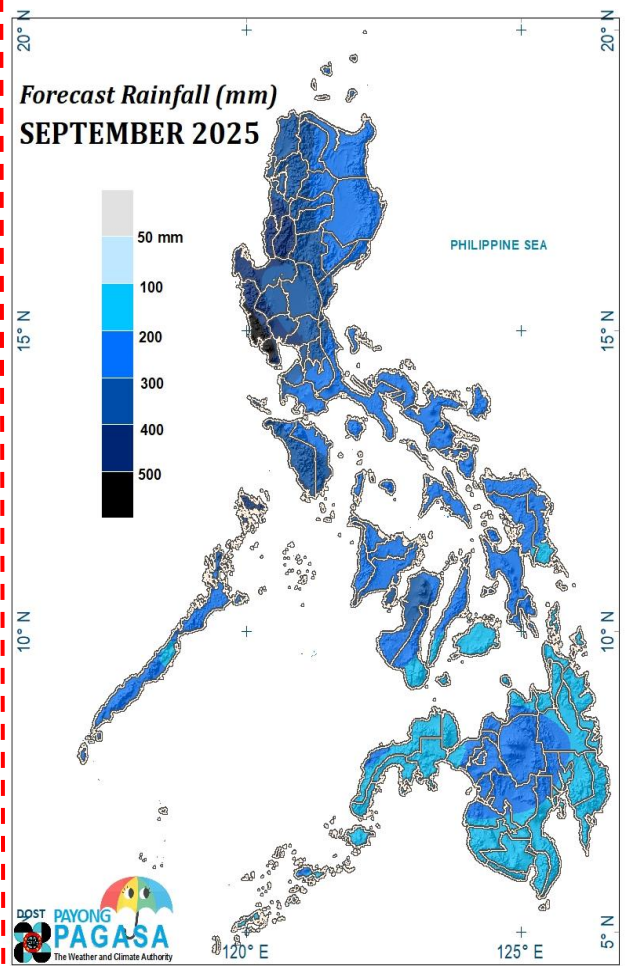 20° N
20° N
Forecast Rainfall (mm)
SEPTEMBER 2025
50 mm
100
200
300
400
500
PHILIPPINE SEA
15° N
15° N
10° N
10° N
DOST
PAYONG
PAGASA
The Weather and Climate Authority
120° E
125° E
5° N